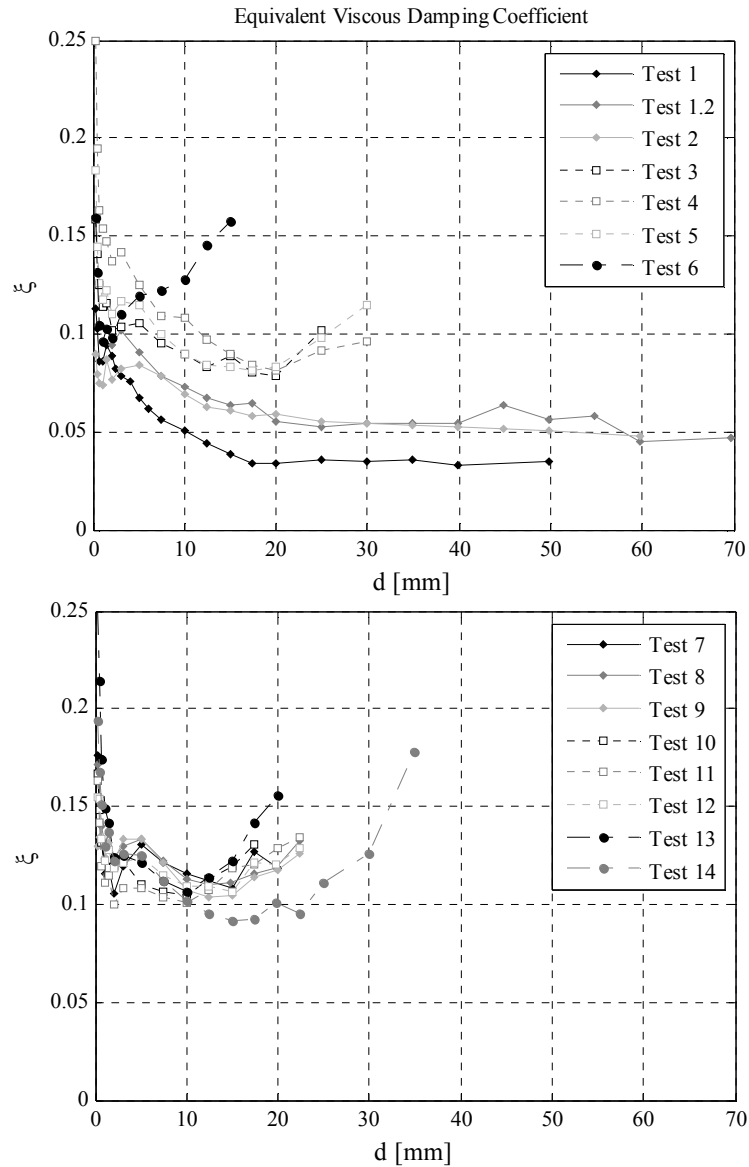 Equivalent Viscous Damping Coefficient
0.25
0.2
0.15
0.1
0.05
0
ξ
0 10 20 30 40 50 60 70
d [mm]
Test 1
Test 1.2
Test 2
Test 3
Test 4
Test 5
Test 6
0.25
0.2
0.15
0.1
0.05
0
ξ
0 10 20 30 40 50 60 70
d [mm]
Test 7
Test 8
Test 9
Test 10
Test 11
Test 12
Test 13
Test 14